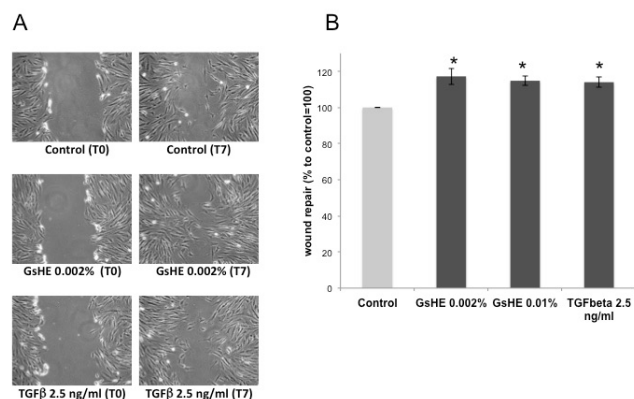 A
Control (T0)
Control (T7)
GsHE 0.002% (T0)
GsHE 0.002% (T7)
TGFβ 2.5 ng/ml (T0)
TGFβ 2.5 ng/ml (T7)
B
wound repair (% to control=100)
120
100
80
60
40
20
0
*
*
*
Control
GsHE 0.002%
GsHE 0.01%
TGFbeta 2.5
ng/ml